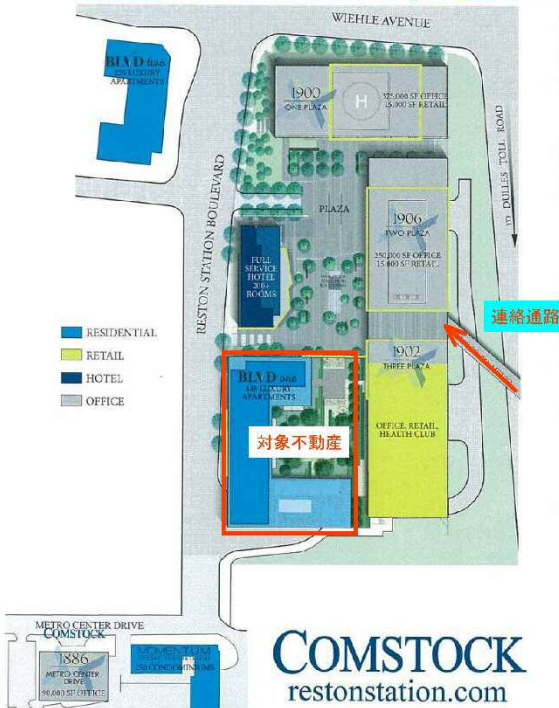 WIEHLE AVENUE
BLVD two
APARTMENTS
1900
ONE PLAZA
H
325,000 SF OFFICE
15,000 SF RETAIL
TO DULLES TOLL ROAD
RESTON STATION BOULEVARD
PLAZA
1906
TWO PLAZA
250,000 SF OFFICE
15,000 SF RETAIL
FULL
SERVICE
HOTEL
200+
ROOMS
連絡通路
RESIDENTIAL
RETAIL
HOTEL
OFFICE
1902
THREE PLAZA
BLVD one
448 LUXURY
APARTMENTS
対象不動産
OFFICE, RETAIL,
HEALTH CLUB
METRO CENTER DRIVE
COMSTOCK
1886
METRO CENTER
DRIVE
90,000 SF OFFICE
MOMENTUM
250 CONDOMINIUMS
COMSTOCK
restonstation.com